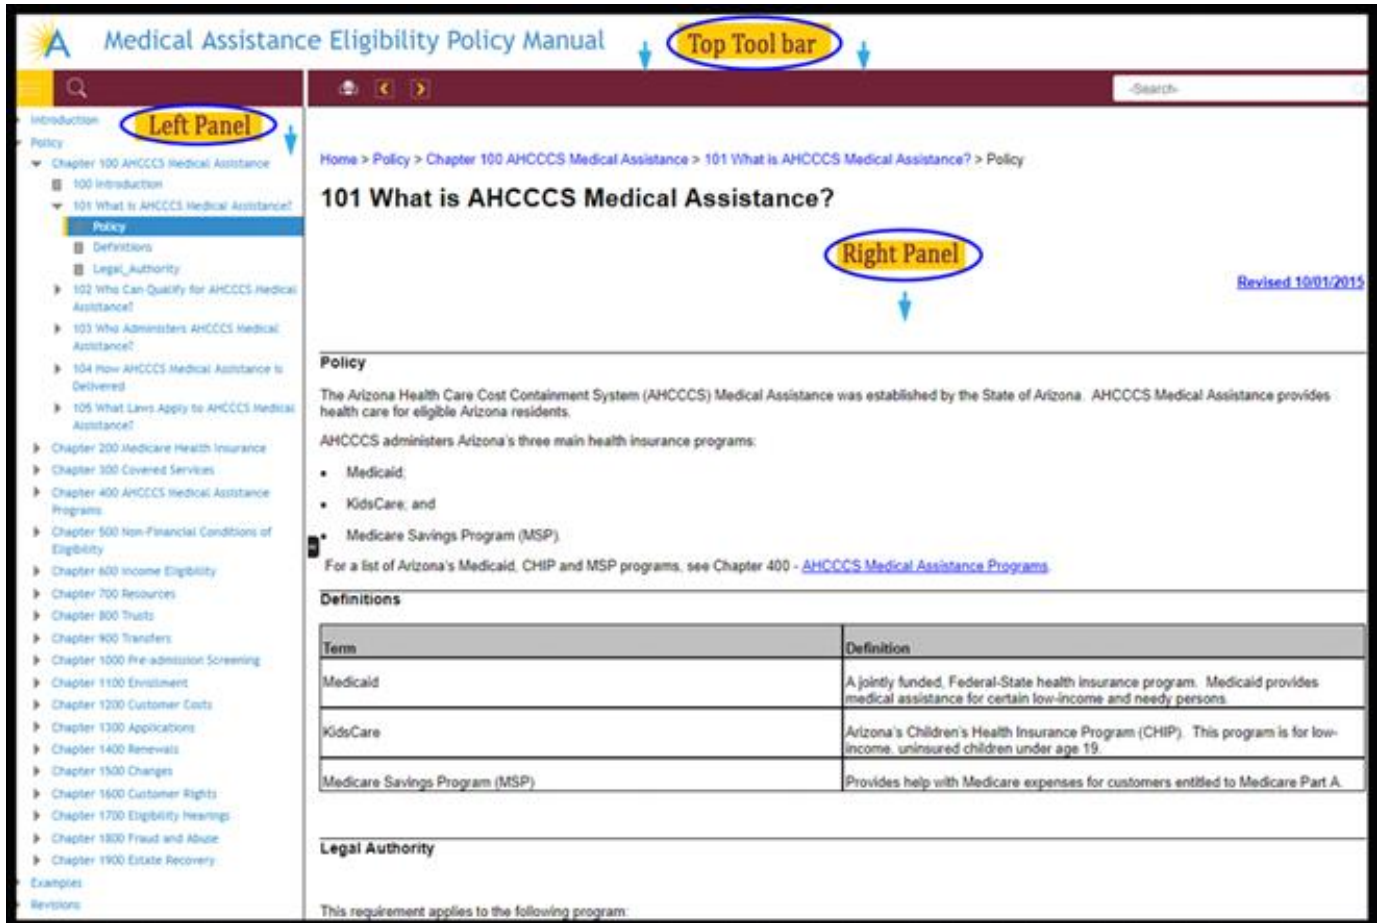 Medical Assistance Eligibility Policy Manual
Top Tool bar
-Search-
Introduction
Left Panel
Policy
Chapter 100 AHCCCS Medical Assistance
100 Introduction
101 What is AHCCCS Medical Assistance?
Policy
Definitions
Legal_Authority
102 Who Can Qualify for AHCCCS Medical
Assistance?
103 Who Administers AHCCCS Medical
Assistance?
104 How AHCCCS Medical Assistance is
Delivered
105 What Laws Apply to AHCCCS Medical
Assistance?
Chapter 200 Medicare Health Insurance
Chapter 300 Covered Services
Chapter 400 AHCCCS Medical Assistance
Programs
Chapter 500 Non-Financial Conditions of
Eligibility
Chapter 600 Income Eligibility
Chapter 700 Resources
Chapter 800 Trusts
Chapter 900 Transfers
Chapter 1000 Pre-admission Screening
Chapter 1100 Enrollment
Chapter 1200 Customer Costs
Chapter 1300 Applications
Chapter 1400 Renewals
Chapter 1500 Changes
Chapter 1600 Customer Rights
Chapter 1700 Eligibility Hearings
Chapter 1800 Fraud and Abuse
Chapter 1900 Estate Recovery
Examples
Revisions
Home > Policy > Chapter 100 AHCCCS Medical Assistance > 101 What is AHCCCS Medical Assistance? > Policy
101 What is AHCCCS Medical Assistance?
Right Panel
Revised 10/01/2015
Policy
The Arizona Health Care Cost Containment System (AHCCCS) Medical Assistance was established by the State of Arizona. AHCCCS Medical Assistance provides
health care for eligible Arizona residents.
AHCCCS administers Arizona's three main health insurance programs:
• Medicaid;
• KidsCare; and
• Medicare Savings Program (MSP).
For a list of Arizona's Medicaid, CHIP and MSP programs, see Chapter 400 - AHCCCS Medical Assistance Programs.
Definitions
Term Definition
Medicaid A jointly funded, Federal-State health insurance program. Medicaid provides
medical assistance for certain low-income and needy persons.
KidsCare Arizona's Children's Health Insurance Program (CHIP). This program is for low-
income, uninsured children under age 19.
Medicare Savings Program (MSP) Provides help with Medicare expenses for customers entitled to Medicare Part A.
Legal Authority
This requirement applies to the following program: